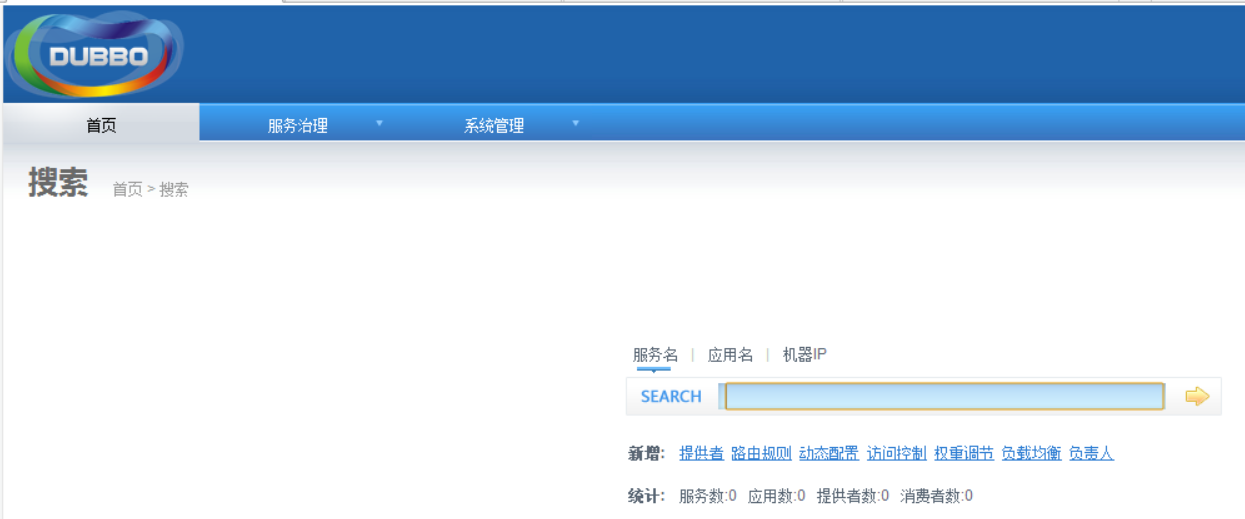 DUBBO
首页 服务治理 系统管理
搜索 首页 > 搜索
服务名 | 应用名 | 机器IP
SEARCH
新增: 提供者 路由规则 动态配置 访问控制 权重调节 负载均衡 负责人
统计: 服务数:0 应用数:0 提供者数:0 消费者数:0